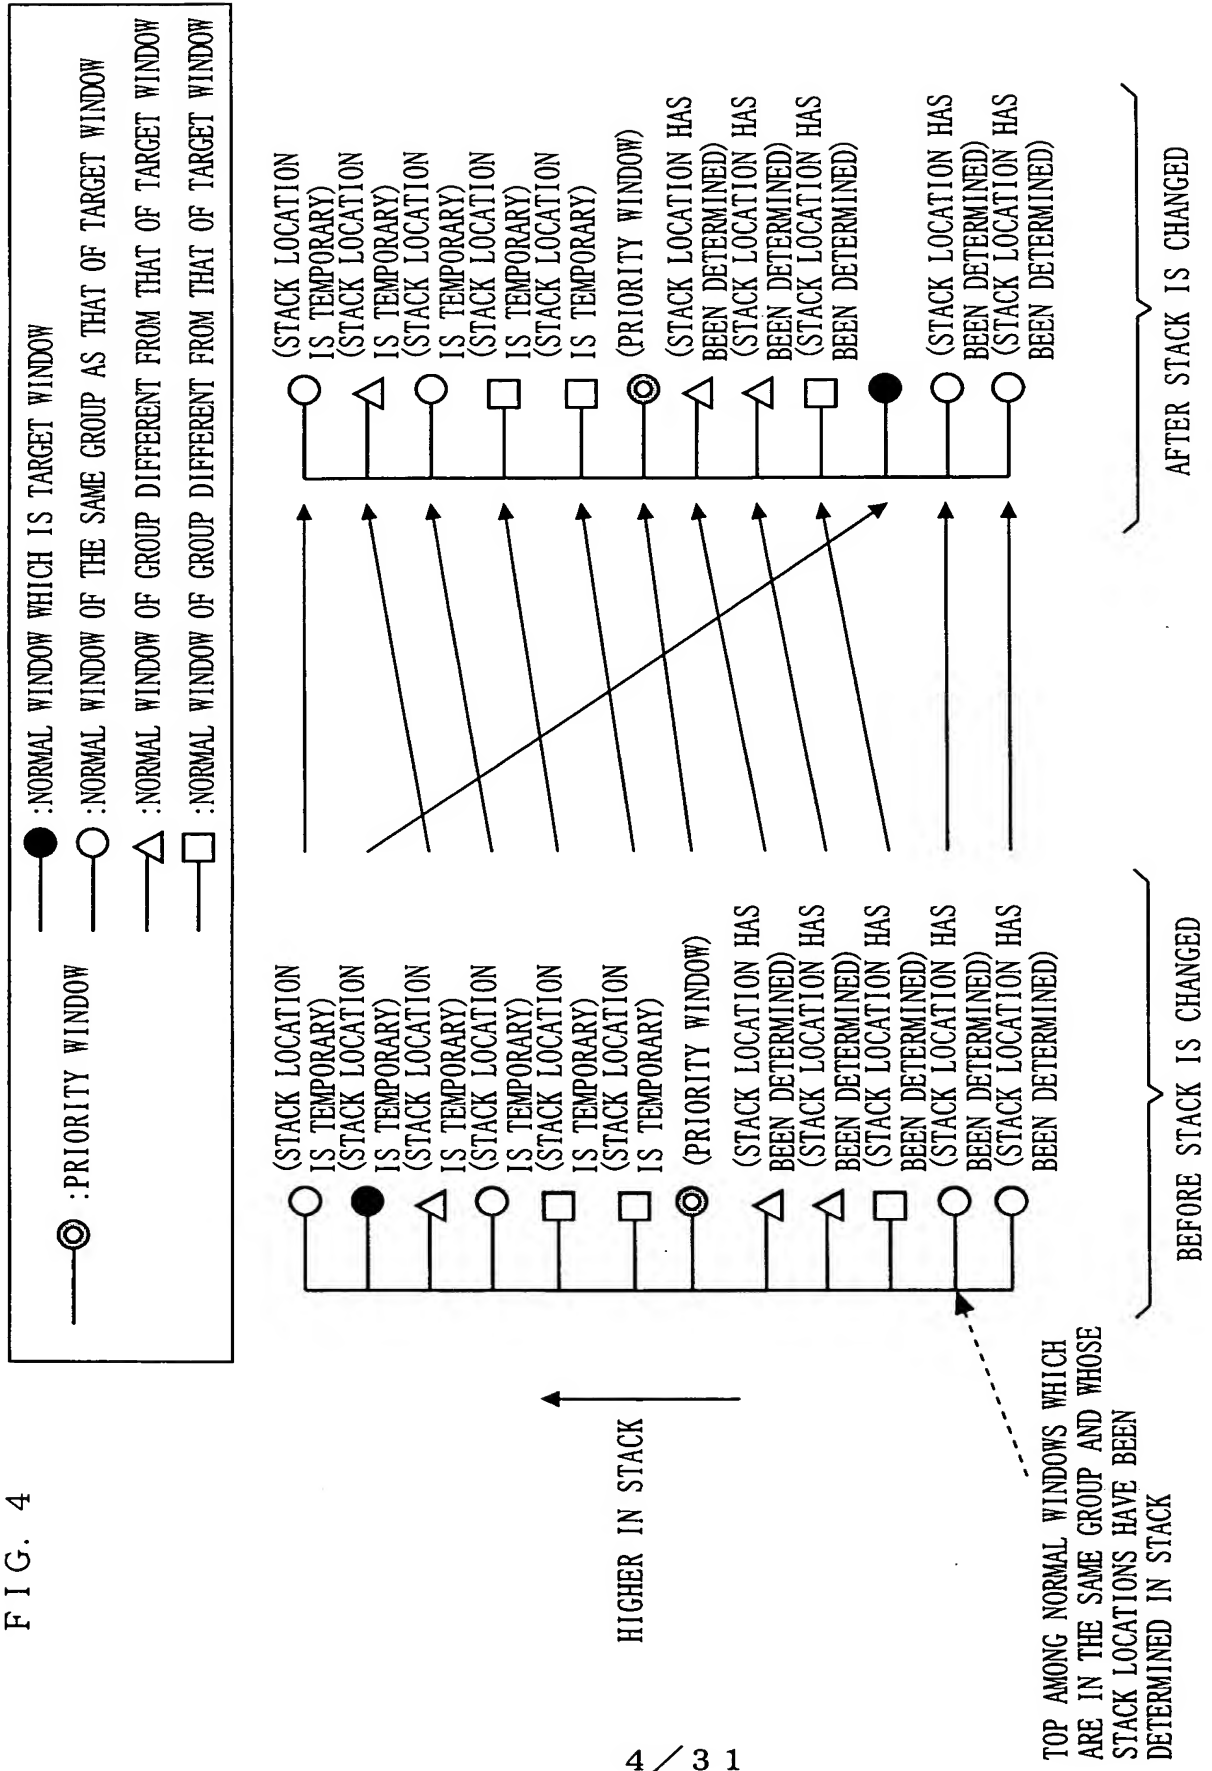 FIG. 4
:PRIORITY WINDOW
:NORMAL WINDOW WHICH IS TARGET WINDOW
:NORMAL WINDOW OF THE SAME GROUP AS THAT OF TARGET WINDOW
:NORMAL WINDOW OF GROUP DIFFERENT FROM THAT OF TARGET WINDOW
:NORMAL WINDOW OF GROUP DIFFERENT FROM THAT OF TARGET WINDOW
HIGHER IN STACK
TOP AMONG NORMAL WINDOWS WHICH
ARE IN THE SAME GROUP AND WHOSE
STACK LOCATIONS HAVE BEEN
DETERMINED IN STACK
(STACK LOCATION
IS TEMPORARY)
(STACK LOCATION
IS TEMPORARY)
(STACK LOCATION
IS TEMPORARY)
(STACK LOCATION
IS TEMPORARY)
(STACK LOCATION
IS TEMPORARY)
(STACK LOCATION
IS TEMPORARY)
(PRIORITY WINDOW)
(STACK LOCATION HAS
BEEN DETERMINED)
(STACK LOCATION HAS
BEEN DETERMINED)
(STACK LOCATION HAS
BEEN DETERMINED)
(STACK LOCATION HAS
BEEN DETERMINED)
(STACK LOCATION HAS
BEEN DETERMINED)
BEFORE STACK IS CHANGED
(STACK LOCATION
IS TEMPORARY)
(STACK LOCATION
IS TEMPORARY)
(STACK LOCATION
IS TEMPORARY)
(STACK LOCATION
IS TEMPORARY)
(STACK LOCATION
IS TEMPORARY)
(PRIORITY WINDOW)
(STACK LOCATION HAS
BEEN DETERMINED)
(STACK LOCATION HAS
BEEN DETERMINED)
(STACK LOCATION HAS
BEEN DETERMINED)
(STACK LOCATION HAS
BEEN DETERMINED)
(STACK LOCATION HAS
BEEN DETERMINED)
AFTER STACK IS CHANGED
4/31